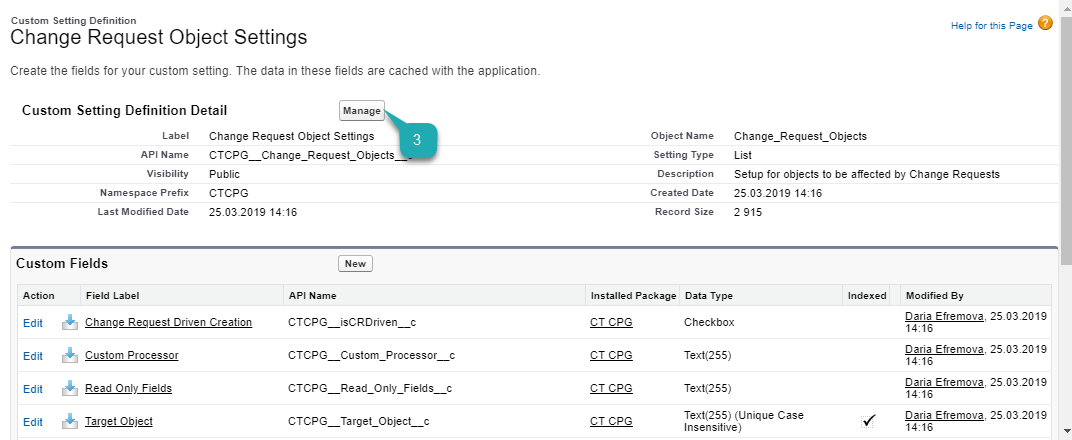 Custom Setting Definition
Change Request Object Settings
Help for this Page ?
Create the fields for your custom setting. The data in these fields are cached with the application.
Custom Setting Definition Detail Manage
3
Label Change Request Object Settings Object Name Change_Request_Objects
API Name CTCPG__Change_Request_Objects__c Setting Type List
Visibility Public Description Setup for objects to be affected by Change Requests
Namespace Prefix CTCPG Created Date 25.03.2019 14:16
Last Modified Date 25.03.2019 14:16 Record Size 2 915
Custom Fields New
Action Field Label API Name Installed Package Data Type Indexed Modified By
Edit Change Request Driven Creation CTCPG__isCRDriven__c CT CPG Checkbox Daria Efremova, 25.03.2019
14:16
Edit Custom Processor CTCPG__Custom_Processor__c CT CPG Text(255) Daria Efremova, 25.03.2019
14:16
Edit Read Only Fields CTCPG__Read_Only_Fields__c CT CPG Text(255) Daria Efremova, 25.03.2019
14:16
Edit Target Object CTCPG__Target_Object__c CT CPG Text(255) (Unique Case Daria Efremova, 25.03.2019
Insensitive) 14:16